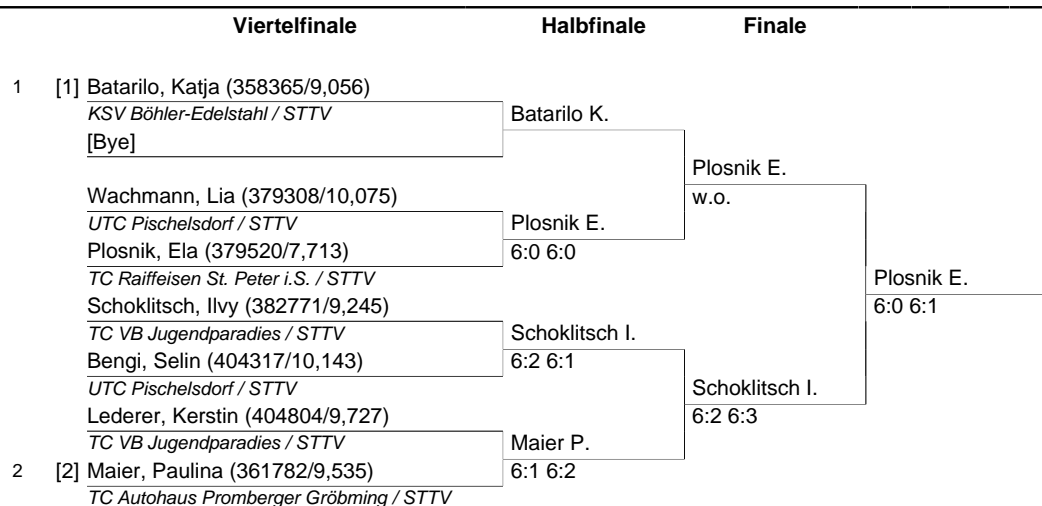 Viertelfinale Halbfinale Finale
1 [1] Batarilo, Katja (358365/9,056)
KSV Böhler-Edelstahl / STTV Batarilo K.
[Bye]
Plosnik E.
Wachmann, Lia (379308/10,075) w.o.
UTC Pischelsdorf / STTV Plosnik E.
Plosnik, Ela (379520/7,713) 6:0 6:0
TC Raiffeisen St. Peter i.S. / STTV Plosnik E.
Schoklitsch, Ilvy (382771/9,245) 6:0 6:1
TC VB Jugendparadies / STTV Schoklitsch I.
Bengi, Selin (404317/10,143) 6:2 6:1
UTC Pischelsdorf / STTV Schoklitsch I.
Lederer, Kerstin (404804/9,727) 6:2 6:3
TC VB Jugendparadies / STTV Maier P.
2 [2] Maier, Paulina (361782/9,535) 6:1 6:2
TC Autohaus Promberger Gröbming / STTV